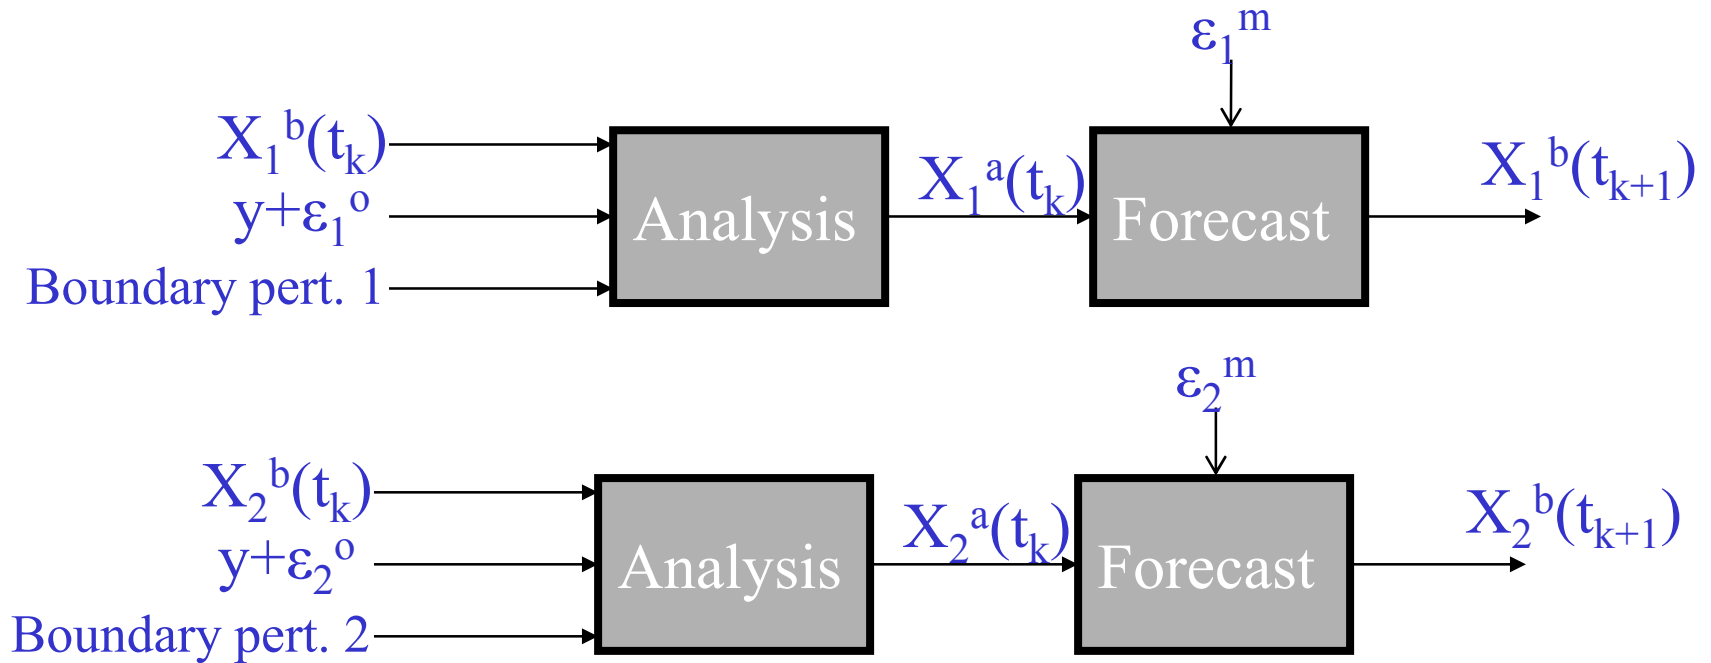 ε₁ᵐ
X₁ᵇ(tₖ)
y+ε₁ᵒ
Boundary pert. 1
Analysis
X₁ᵃ(tₖ)
Forecast
X₁ᵇ(tₖ₊₁)
ε₂ᵐ
X₂ᵇ(tₖ)
y+ε₂ᵒ
Boundary pert. 2
Analysis
X₂ᵃ(tₖ)
Forecast
X₂ᵇ(tₖ₊₁)